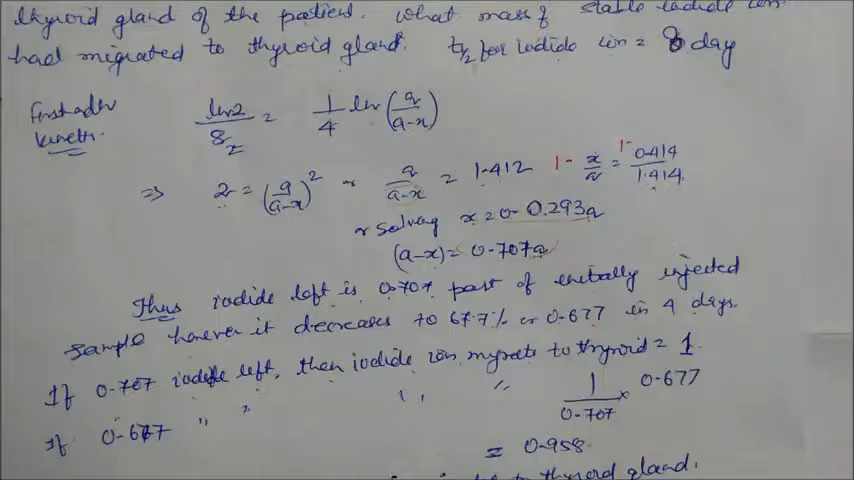 thyroid gland of the patient. What mass of stable iodide ion
had migrated to thyroid gland. t1/2 for iodide ion = 8 day
First order ln2/8 = 1/4 ln(a/a-x)
kinetic.
⇒ 2 = (a/a-x)^2 or a/a-x = 1.412 1 - x/a = 1- 0.414/1.414
or solving x = 0.293a
(a-x) = 0.707a
Thus iodide left is 0.707 part of initially injected
sample however it decreases to 67.7% or 0.677 in 4 days.
If 0.707 iodide left, then iodide ion migrate to thyroid = 1.
If 0.677 " " " " 1/0.707 × 0.677
= 0.958
to thyroid gland.